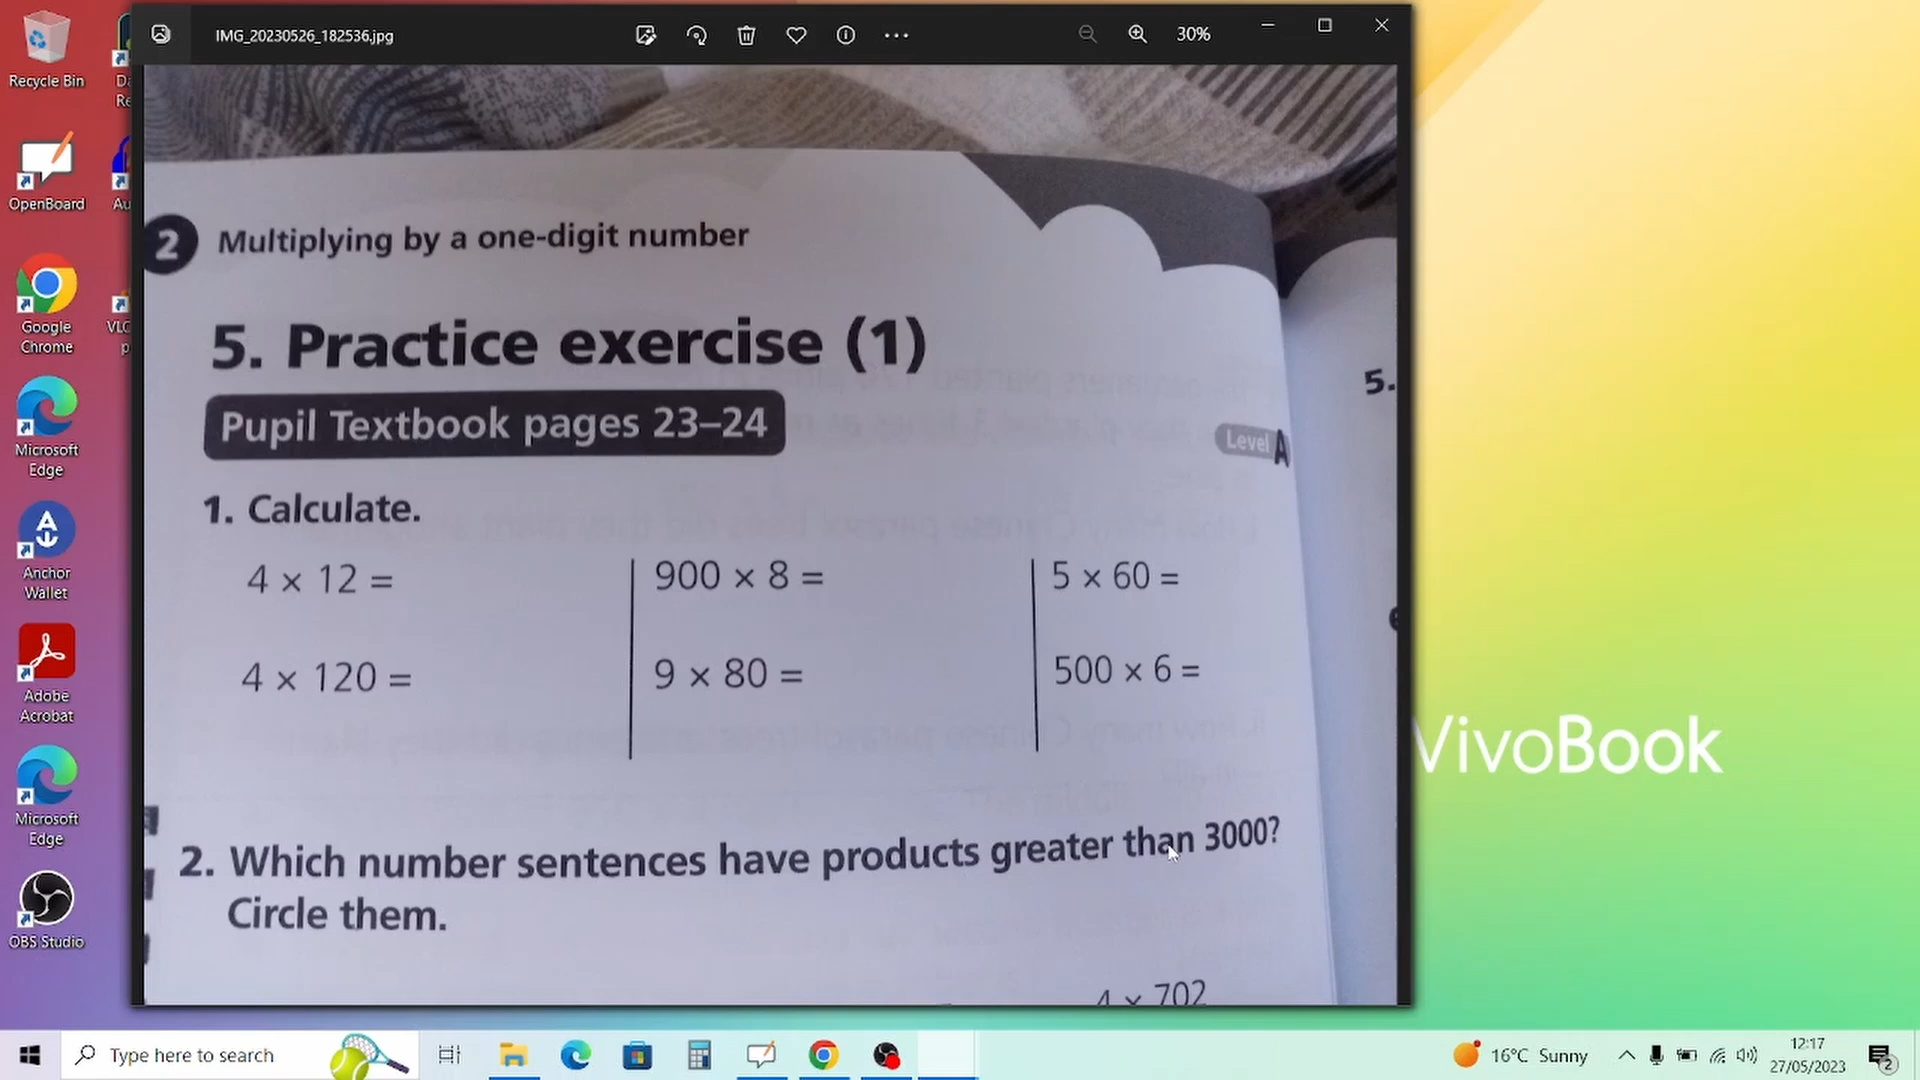 IMG_20230526_182536.jpg
30%
Recycle Bin
OpenBoard
Google
Chrome
Microsoft
Edge
Anchor
Wallet
Adobe
Acrobat
Microsoft
Edge
OBS Studio
2 Multiplying by a one-digit number
5. Practice exercise (1)
Pupil Textbook pages 23–24
Level A
5.
1. Calculate.
4 × 12 =
900 × 8 =
5 × 60 =
4 × 120 =
9 × 80 =
500 × 6 =
2. Which number sentences have products greater than 3000?
Circle them.
4 × 702
VivoBook
Type here to search
16°C Sunny
12:17
27/05/2023
2